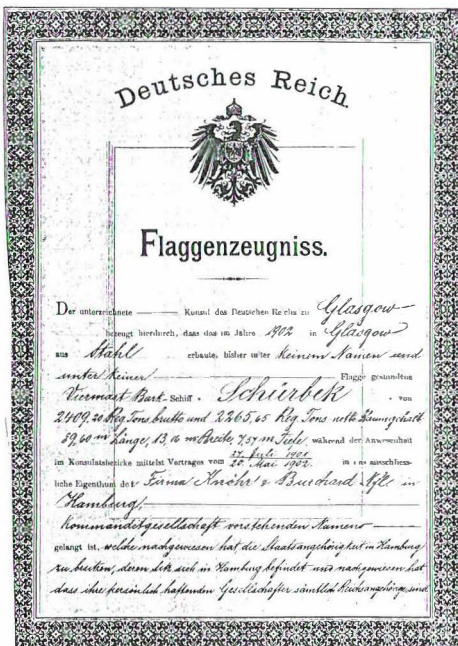 Deutsches Reich.
Flaggenzeugniss.
Der unterzeichnete Konsul des Deutschen Reichs zu Glasgow
bezeugt hierdurch, dass das im Jahre 1902 in Glasgow
aus Stahl erbaute, bisher unter keinem Namen und
unter keiner Flagge gestandene
Viermast Bark-Schiff Schürbek von
2409,20 Reg. Tons brutto und 2265,65 Reg. Tons netto Raumgehalt
89,60 m Länge, 13,16 m Breite, 7,57 m Tiefe während der Anwesenheit
im Konsulatsbezirke mittelst Vertrages vom 27. Juli 1901
20. Mai 1902. in das ausschliess-
liche Eigenthum der Firma Knöhr & Burchard Nfl. in
Hamburg,
Kommanditgesellschaft vorstehenden Namens
gelangt ist, welche nachgewiesen hat die Staatsangehörigkeit in Hamburg
zu besitzen, deren Sitz sich in Hamburg befindet und nachgewiesen hat
dass ihre persönlich haftenden Gesellschafter sämtlich Reichsangehörige sind